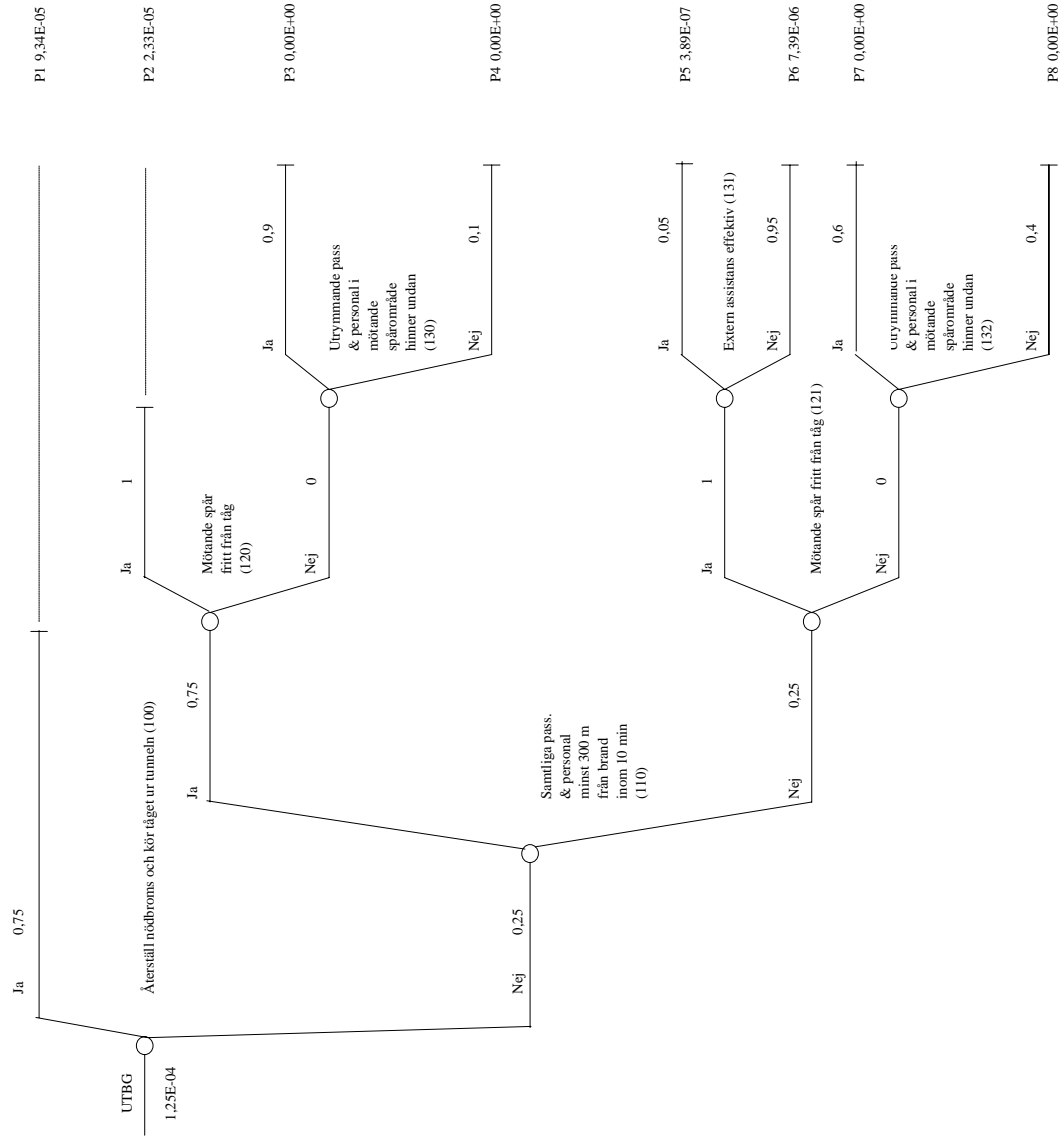 UTBG
1,25E-04
Ja
0,75
Återställ nödbroms och kör tåget ur tunneln (100)
Nej
0,25
Ja
0,75
Samtliga pass.
& personal
minst 300 m
från brand
inom 10 min
(110)
Nej
0,25
Ja
1
Mötande spår
fritt från tåg
(120)
Nej
0
Ja
1
Mötande spår fritt från tåg (121)
Nej
0
Ja
0,9
Utrymmande pass
& personal i
mötande
spårområde
hinner undan
(130)
Nej
0,1
Ja
0,05
Extern assistans effektiv (131)
Nej
0,95
Ja
0,6
Utrymmande pass
& personal i
mötande
spårområde
hinner undan
(132)
Nej
0,4
P1 9,34E-05
P2 2,33E-05
P3 0,00E+00
P4 0,00E+00
P5 3,89E-07
P6 7,39E-06
P7 0,00E+00
P8 0,00E+00